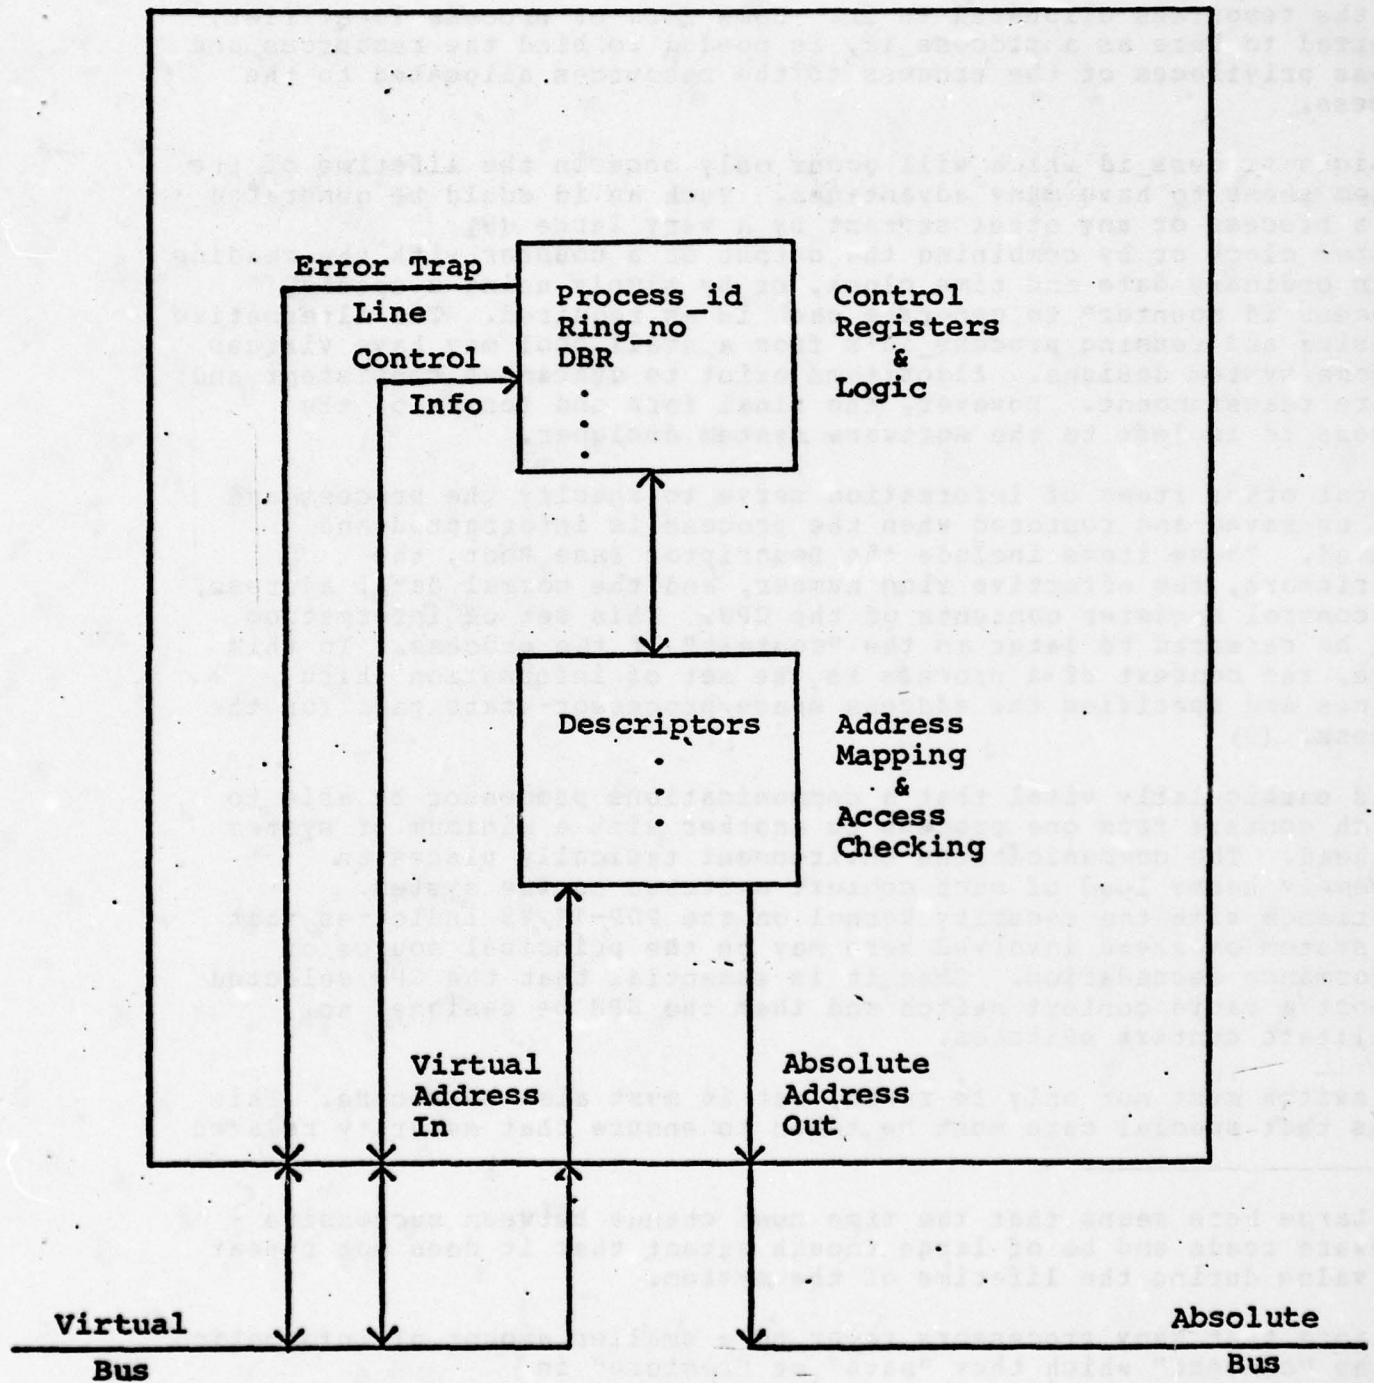 Error Trap
Line
Control
Info
Process_id
Ring_no
DBR
.
.
.
Control
Registers
&
Logic
Descriptors
.
.
.
Address
Mapping
&
Access
Checking
Virtual
Address
In
Absolute
Address
Out
Virtual
Bus
Absolute
Bus